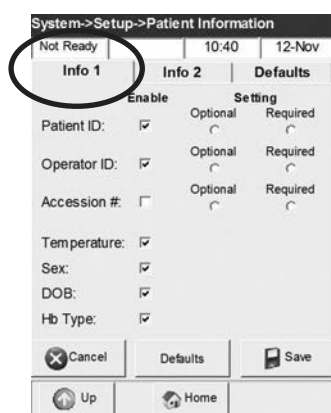 System->Setup->Patient Information
Not Ready 10:40 12-Nov
Info 1 Info 2 Defaults
Enable Setting
Patient ID: Optional Required
Operator ID: Optional Required
Accession #: Optional Required
Temperature:
Sex:
DOB:
Hb Type:
Cancel Defaults Save
Up Home